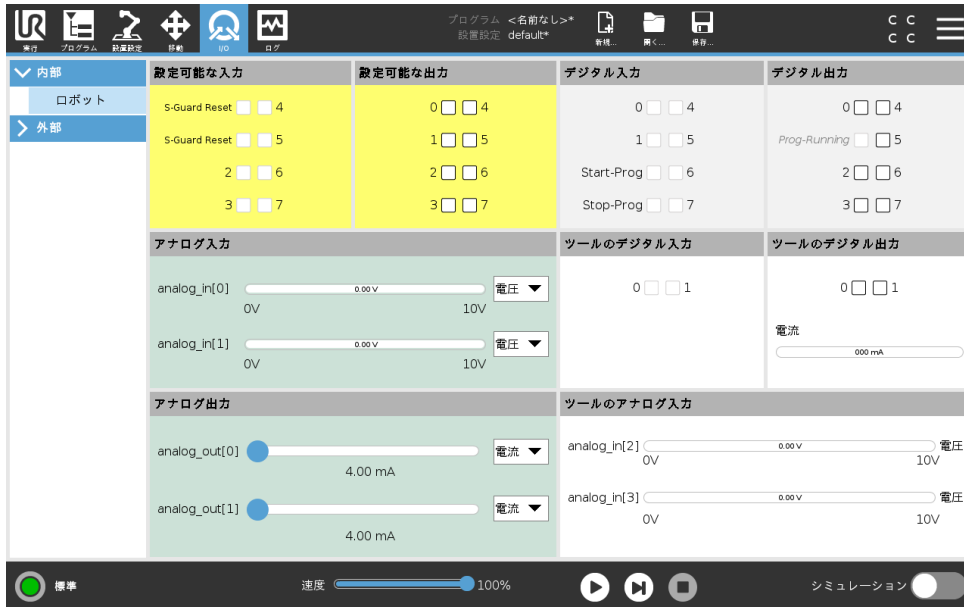 UR
プログラム <名前なし>*
設置設定 default*
実行 プログラム 設置設定 移動 I/O ログ 新規... 開く... 保存...
C C
C C
内部
ロボット
外部
設定可能な入力 設定可能な出力 デジタル入力 デジタル出力
S-Guard Reset 4 0 4 0 4 0 4
S-Guard Reset 5 1 5 1 5 Prog-Running 5
2 6 2 6 Start-Prog 6 2 6
3 7 3 7 Stop-Prog 7 3 7
アナログ入力 ツールのデジタル入力 ツールのデジタル出力
analog_in[0] 0.00 V 電圧 0 1 0 1
0V 10V
電流
analog_in[1] 0.00 V 電圧 000 mA
0V 10V
アナログ出力 ツールのアナログ入力
analog_out[0] 電流 analog_in[2] 0.00 V 電圧
4.00 mA 0V 10V
analog_out[1] 電流 analog_in[3] 0.00 V 電圧
4.00 mA 0V 10V
標準 速度 100% シミュレーション